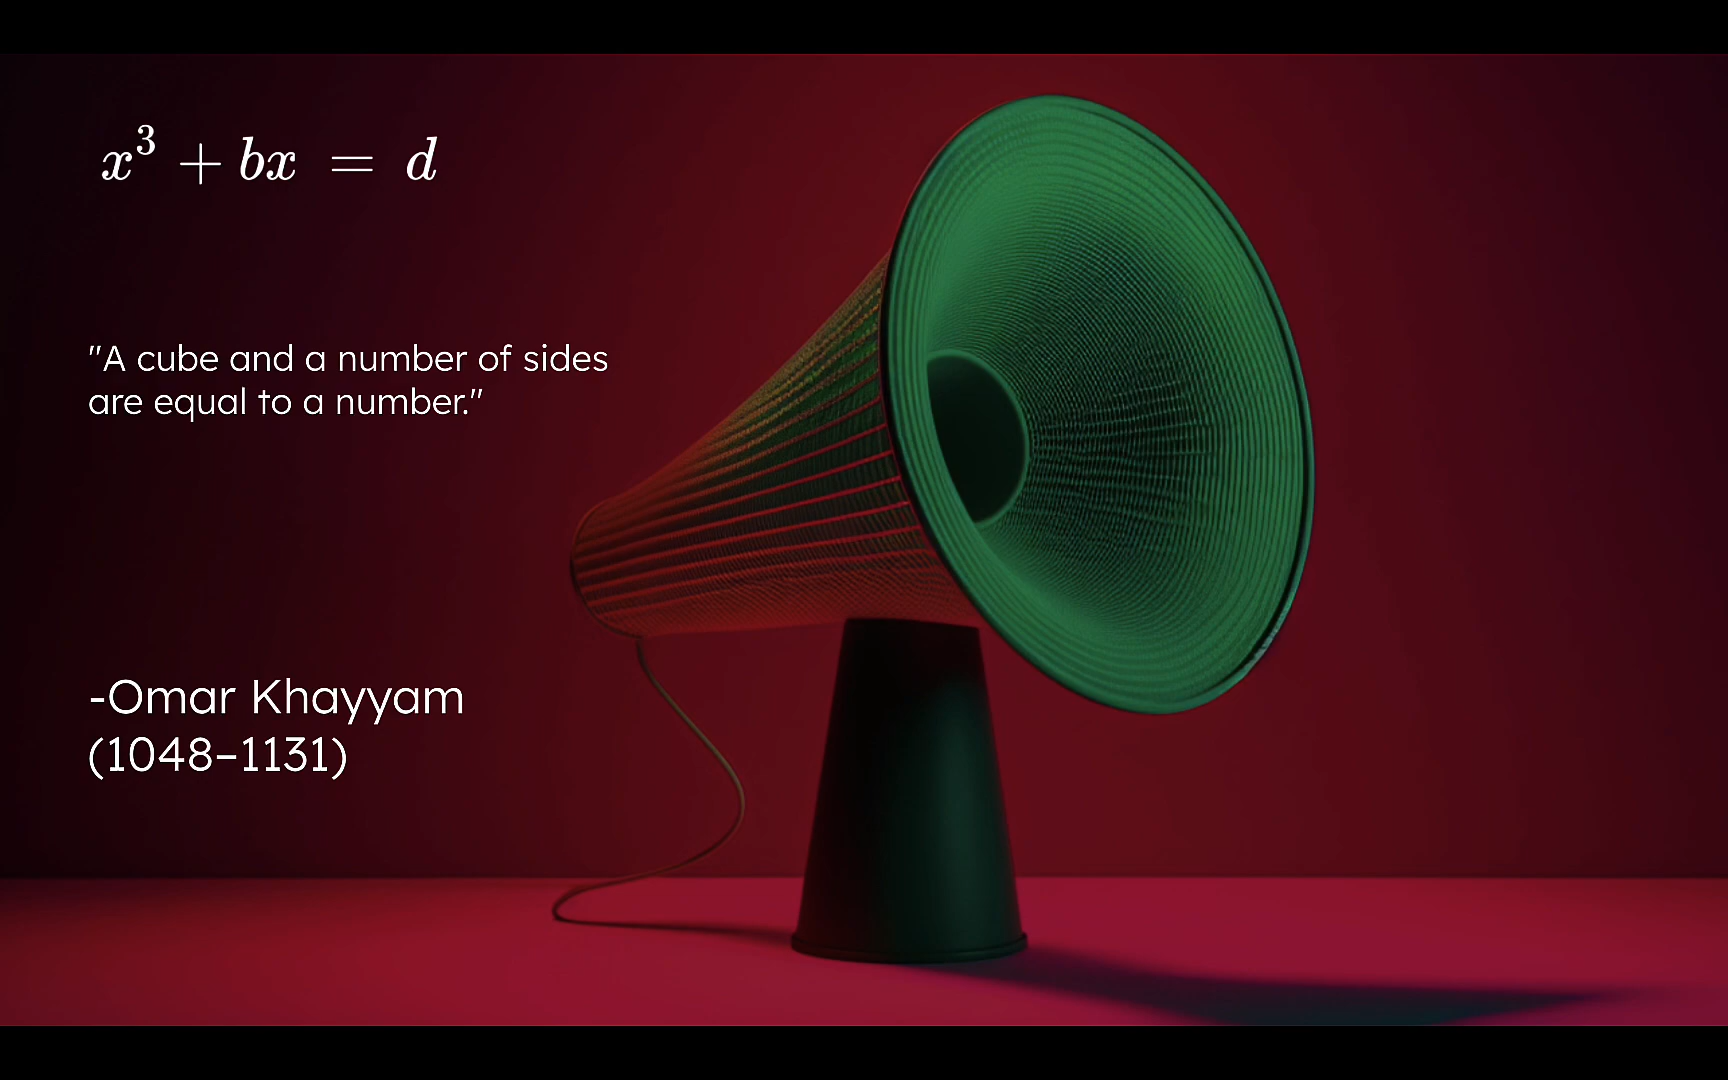 x³ + bx = d
"A cube and a number of sides
are equal to a number."
-Omar Khayyam
(1048–1131)